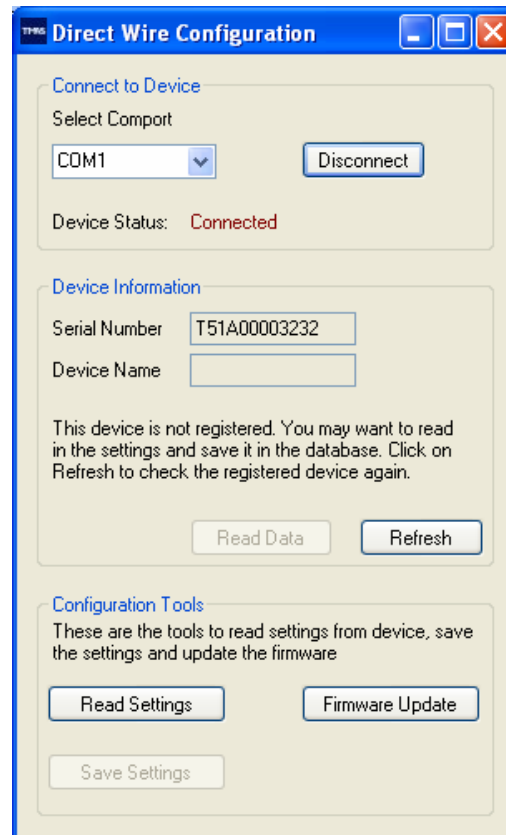 Direct Wire Configuration
Connect to Device
Select Comport
COM1
Disconnect
Device Status: Connected
Device Information
Serial Number T51A00003232
Device Name
This device is not registered. You may want to read
in the settings and save it in the database. Click on
Refresh to check the registered device again.
Read Data Refresh
Configuration Tools
These are the tools to read settings from device, save
the settings and update the firmware
Read Settings Firmware Update
Save Settings